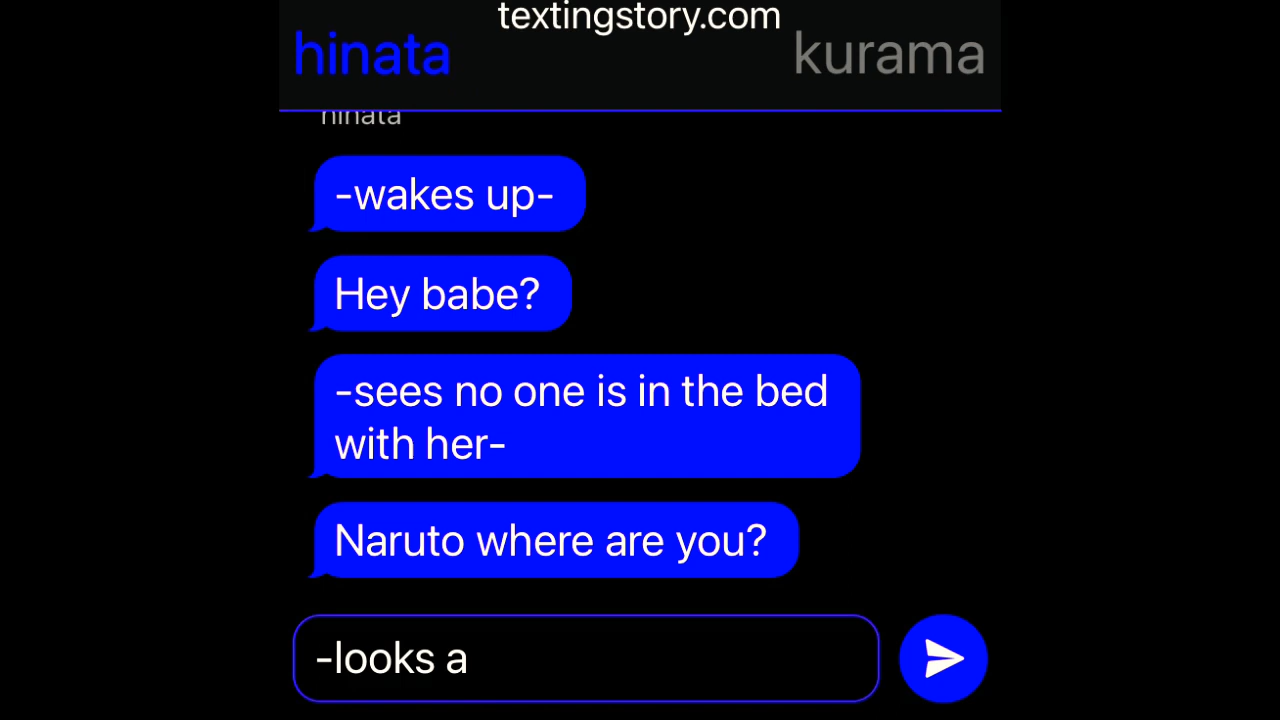 textingstory.com
hinata
kurama
hinata
-wakes up-
Hey babe?
-sees no one is in the bed
with her-
Naruto where are you?
-looks a